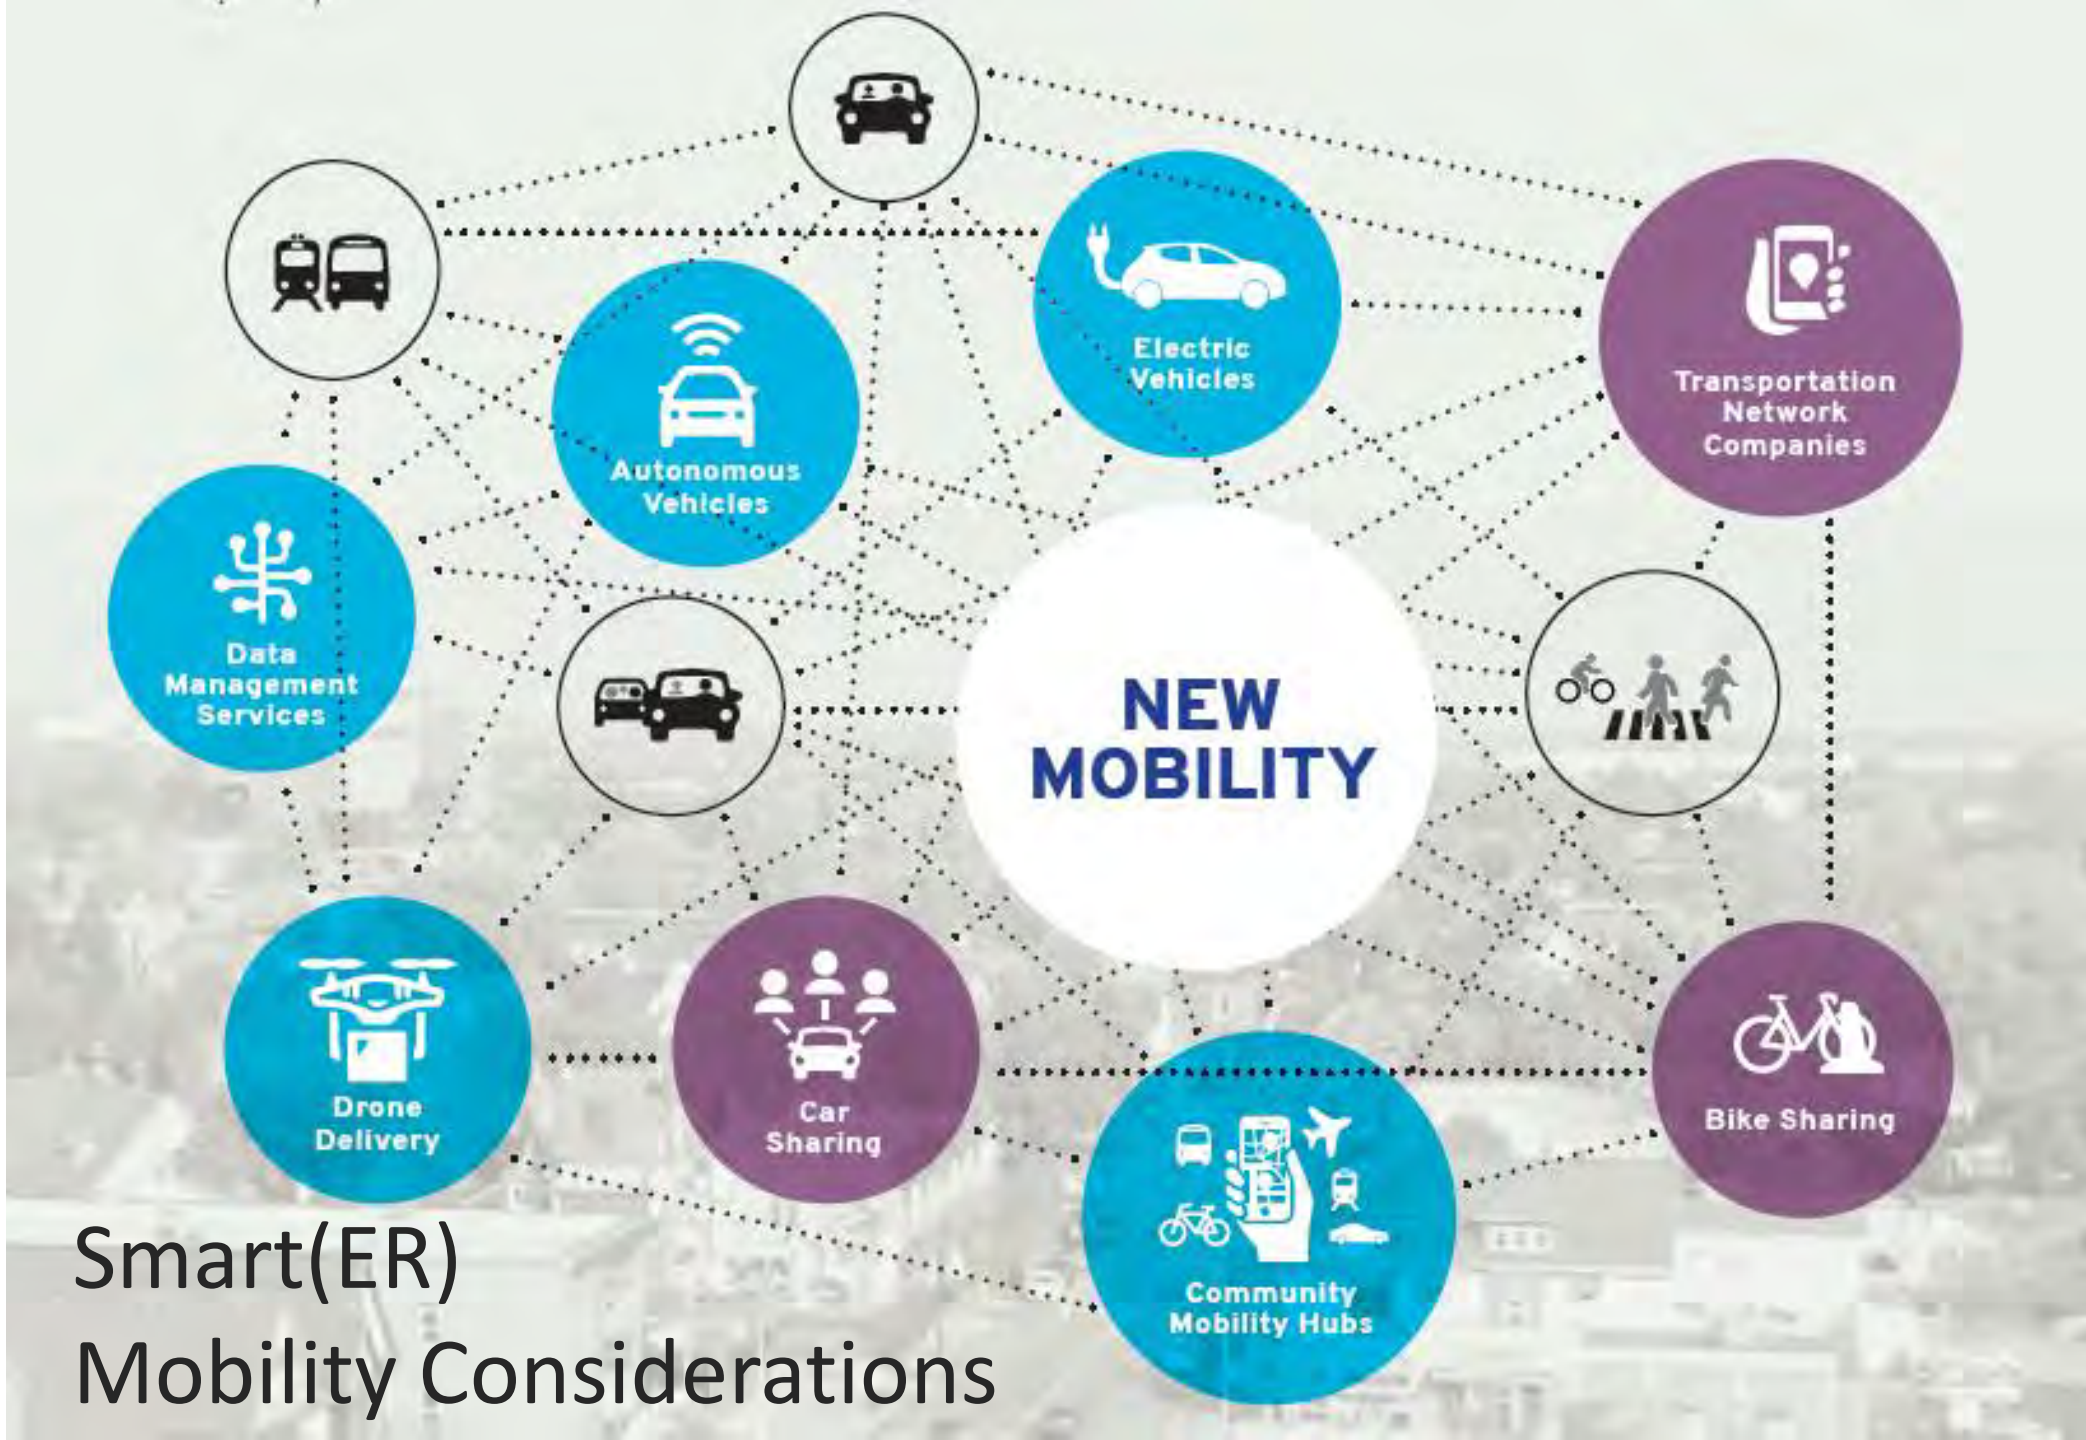 Electric
Vehicles
Transportation
Network
Companies
Autonomous
Vehicles
Data
Management
Services
NEW
MOBILITY
Drone
Delivery
Car
Sharing
Bike Sharing
Community
Mobility Hubs
Smart(ER)
Mobility Considerations